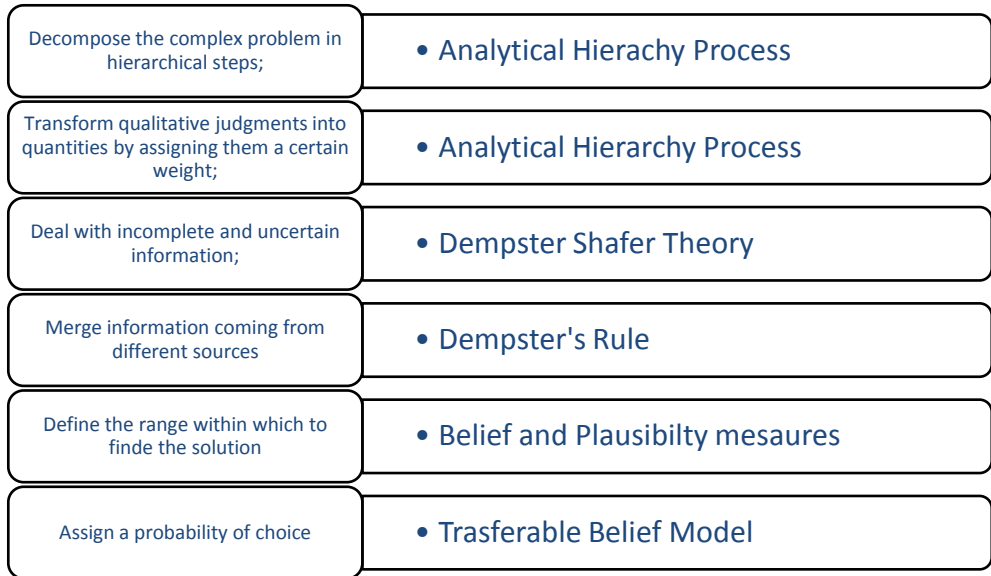 Decompose the complex problem in
hierarchical steps;
• Analytical Hierachy Process
Transform qualitative judgments into
quantities by assigning them a certain
weight;
• Analytical Hierarchy Process
Deal with incomplete and uncertain
information;
• Dempster Shafer Theory
Merge information coming from
different sources
• Dempster's Rule
Define the range within which to
finde the solution
• Belief and Plausibilty mesaures
Assign a probability of choice
• Trasferable Belief Model